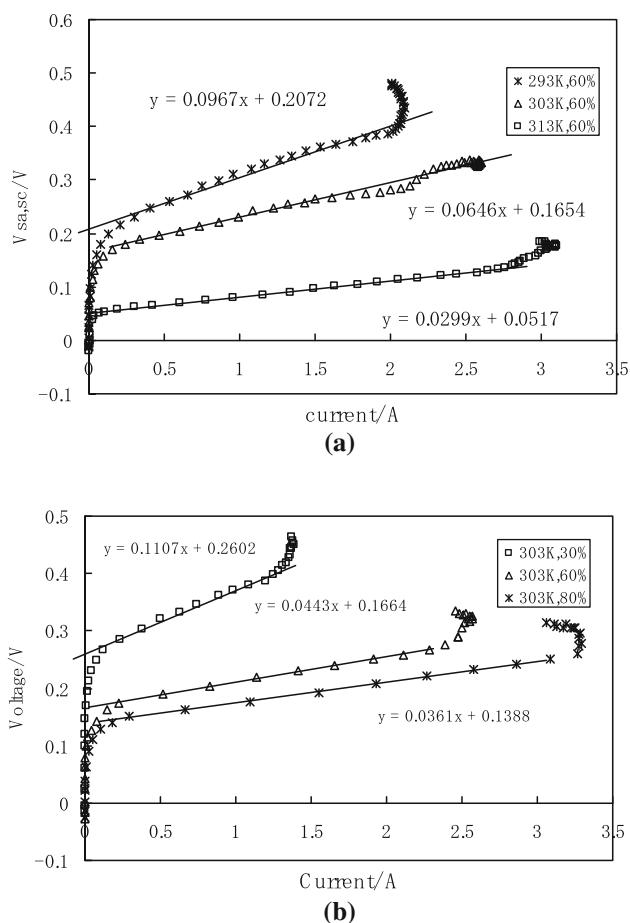 0.6
0.5
0.4
0.3
0.2
0.1
0
-0.1
Vsa,sc/V
y = 0.0967x + 0.2072
293K,60%
303K,60%
313K,60%
y = 0.0646x + 0.1654
y = 0.0299x + 0.0517
0 0.5 1 1.5 2 2.5 3 3.5
current/A
(a)
0.5
0.4
0.3
0.2
0.1
0
-0.1
Voltage/V
y = 0.1107x + 0.2602
303K,30%
303K,60%
303K,80%
y = 0.0443x + 0.1664
y = 0.0361x + 0.1388
0 0.5 1 1.5 2 2.5 3 3.5
Current/A
(b)